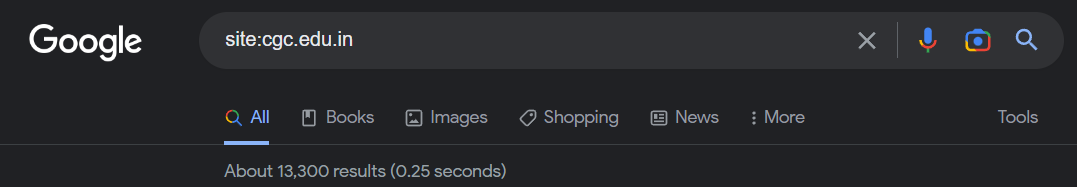 Google site:cgc.edu.in
All Books Images Shopping News More Tools
About 13,300 results (0.25 seconds)